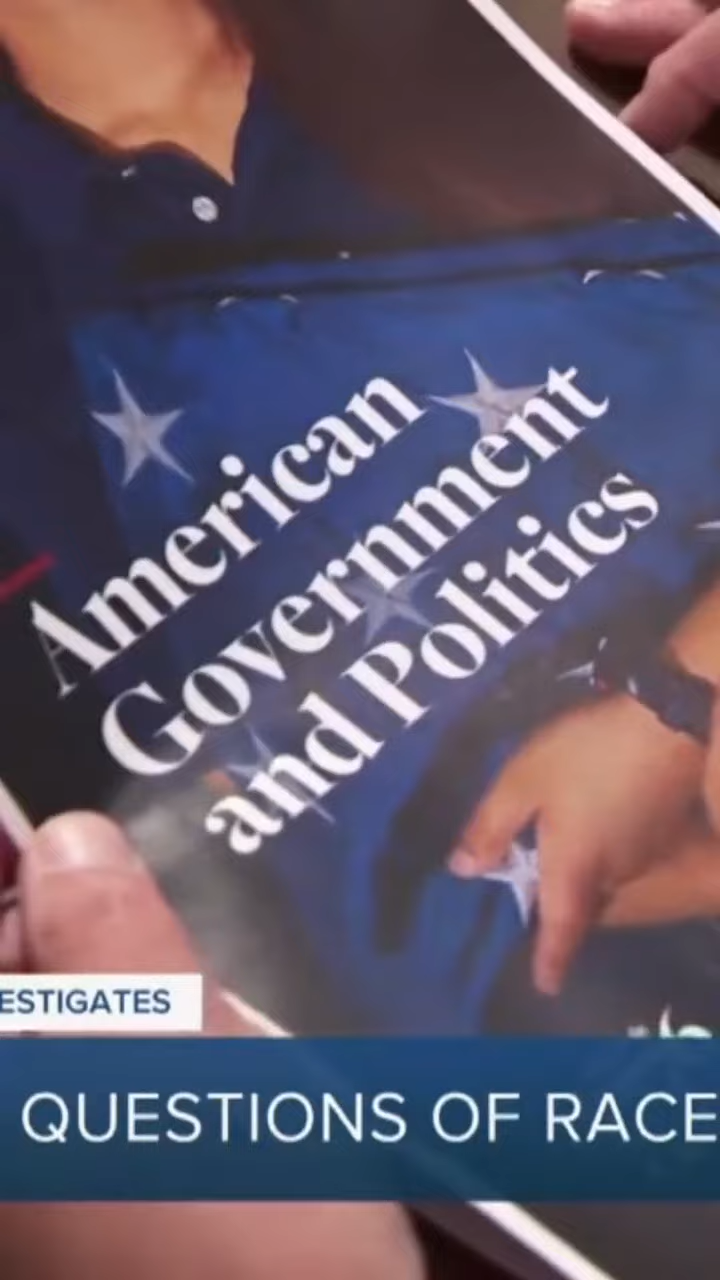 American
Government
and Politics
ESTIGATES
QUESTIONS OF RACE